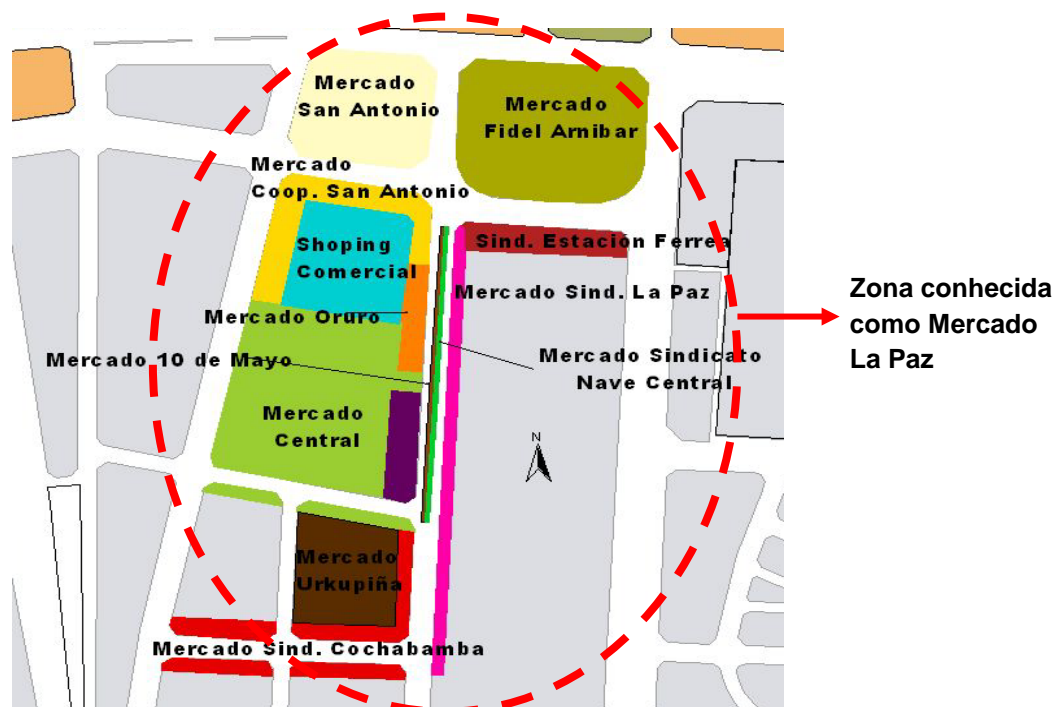 Mercado
San Antonio
Mercado
Fidel Arnibar
Mercado
Coop. San Antonio
Shoping
Comercial
Sind. Estación Ferrea
Mercado Sind. La Paz
Mercado Oruro
Mercado 10 de Mayo
Mercado Sindicato
Nave Central
Mercado
Central
N
Mercado
Urkupiña
Mercado Sind. Cochabamba
Zona conhecida
como Mercado
La Paz